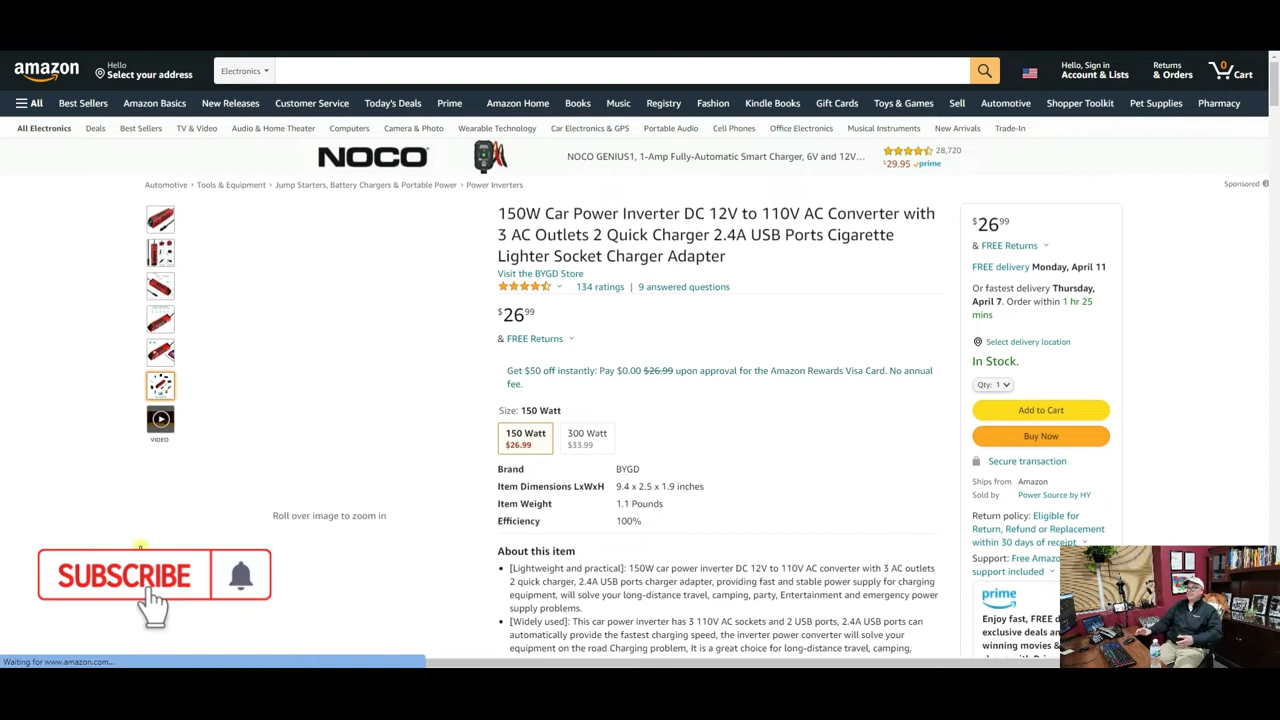 amazon
Hello
Select your address
Electronics
Hello, Sign in
Account & Lists
Returns
& Orders
0
Cart
All
Best Sellers
Amazon Basics
New Releases
Customer Service
Today's Deals
Prime
Amazon Home
Books
Music
Registry
Fashion
Kindle Books
Gift Cards
Toys & Games
Sell
Automotive
Shopper Toolkit
Pet Supplies
Pharmacy
All Electronics
Deals
Best Sellers
TV & Video
Audio & Home Theater
Computers
Camera & Photo
Wearable Technology
Car Electronics & GPS
Portable Audio
Cell Phones
Office Electronics
Musical Instruments
New Arrivals
Trade-In
NOCO
NOCO GENIUS1, 1-Amp Fully-Automatic Smart Charger, 6V and 12V...
28,720
$29.95 prime
Automotive › Tools & Equipment › Jump Starters, Battery Chargers & Portable Power › Power Inverters
Sponsored
150W Car Power Inverter DC 12V to 110V AC Converter with
3 AC Outlets 2 Quick Charger 2.4A USB Ports Cigarette
Lighter Socket Charger Adapter
Visit the BYGD Store
134 ratings | 9 answered questions
$2699
& FREE Returns
Get $50 off instantly: Pay $0.00 $26.99 upon approval for the Amazon Rewards Visa Card. No annual
fee.
Size: 150 Watt
150 Watt
$26.99
300 Watt
$33.99
Brand BYGD
Item Dimensions LxWxH 9.4 x 2.5 x 1.9 inches
Item Weight 1.1 Pounds
Efficiency 100%
About this item
• [Lightweight and practical]: 150W car power inverter DC 12V to 110V AC converter with 3 AC outlets
2 quick charger, 2.4A USB ports charger adapter, providing fast and stable power supply for charging
equipment, will solve your long-distance travel, camping, party, Entertainment and emergency power
supply problems.
• [Widely used]: This car power inverter has 3 110V AC sockets and 2 USB ports, 2.4A USB ports can
automatically provide the fastest charging speed, the inverter power converter will solve your
equipment on the road Charging problem, It is a great choice for long-distance travel, camping,
VIDEO
Roll over image to zoom in
SUBSCRIBE
Waiting for www.amazon.com...
$2699
& FREE Returns
FREE delivery Monday, April 11
Or fastest delivery Thursday,
April 7. Order within 1 hr 25
mins
Select delivery location
In Stock.
Qty: 1
Add to Cart
Buy Now
Secure transaction
Ships from Amazon
Sold by Power Source by HY
Return policy: Eligible for
Return, Refund or Replacement
within 30 days of receipt
Support: Free Amazo
support included
prime
Enjoy fast, FREE d
exclusive deals an
winning movies &